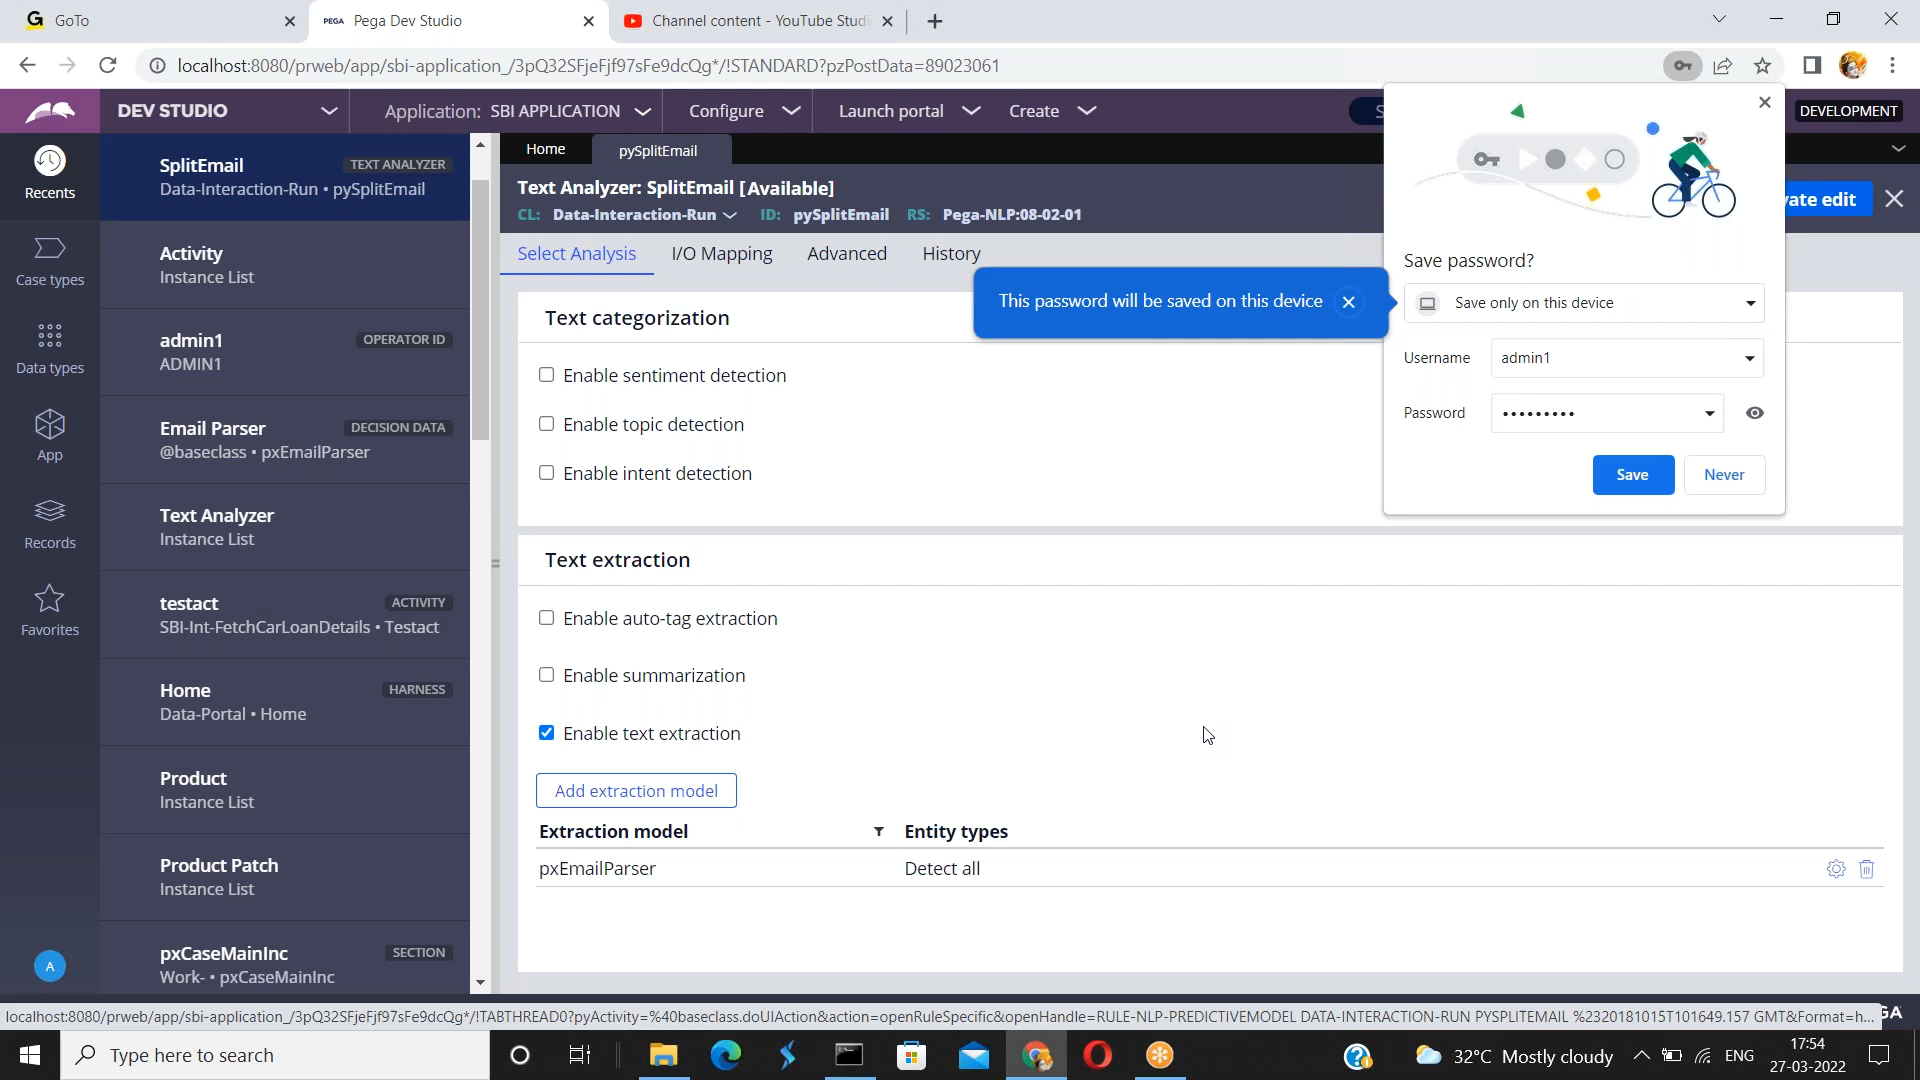 GoTo
PEGA Pega Dev Studio
Channel content - YouTube Studi
localhost:8080/prweb/app/sbi-application_/3pQ32SFjeFjf97sFe9dcQg*/!STANDARD?pzPostData=89023061
DEV STUDIO
Application: SBI APPLICATION
Configure
Launch portal
Create
S
DEVELOPMENT
Recents
Case types
Data types
App
Records
Favorites
A
SplitEmail TEXT ANALYZER
Data-Interaction-Run • pySplitEmail
Activity
Instance List
admin1 OPERATOR ID
ADMIN1
Email Parser DECISION DATA
@baseclass • pxEmailParser
Text Analyzer
Instance List
testact ACTIVITY
SBI-Int-FetchCarLoanDetails • Testact
Home HARNESS
Data-Portal • Home
Product
Instance List
Product Patch
Instance List
pxCaseMainInc SECTION
Work- • pxCaseMainInc
Home
pySplitEmail
Text Analyzer: SplitEmail [Available]
CL: Data-Interaction-Run ID: pySplitEmail RS: Pega-NLP:08-02-01
vate edit
Select Analysis
I/O Mapping
Advanced
History
Text categorization
Enable sentiment detection
Enable topic detection
Enable intent detection
Text extraction
Enable auto-tag extraction
Enable summarization
Enable text extraction
Add extraction model
Extraction model
Entity types
pxEmailParser
Detect all
This password will be saved on this device
Save password?
Save only on this device
Username admin1
Password •••••••••
Save
Never
localhost:8080/prweb/app/sbi-application_/3pQ32SFjeFjf97sFe9dcQg*/!TABTHREAD0?pyActivity=%40baseclass.doUIAction&action=openRuleSpecific&openHandle=RULE-NLP-PREDICTIVEMODEL DATA-INTERACTION-RUN PYSPLITEMAIL %2320181015T101649.157 GMT&Format=h...
GA
Type here to search
32°C Mostly cloudy
ENG
17:54
27-03-2022